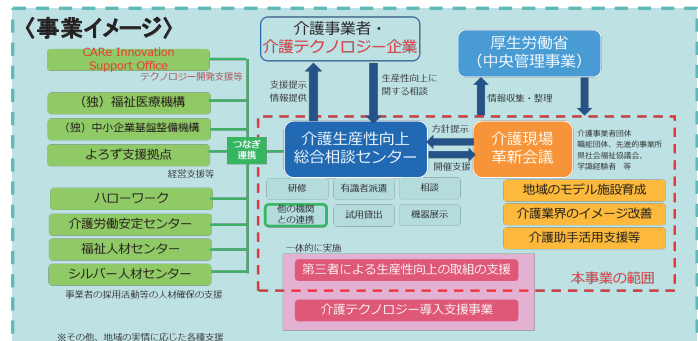 〈事業イメージ〉
CARe Innovation
Support Office
テクノロジー開発支援等
（独）福祉医療機構
（独）中小企業基盤整備機構
よろず支援拠点
経営支援等
ハローワーク
介護労働安定センター
福祉人材センター
シルバー人材センター
事業者の採用活動等の人材確保の支援
※その他、地域の実情に応じた各種支援
つなぎ
連携
介護事業者・
介護テクノロジー企業
支援提示
情報提供
生産性向上に
関する相談
厚生労働省
（中央管理事業）
情報収集・整理
介護生産性向上
総合相談センター
方針提示
開催支援
介護現場
革新会議
介護事業者団体
職能団体、先進的事業所
県社会福祉協議会、
学識経験者　等
研修
有識者派遣
相談
他の機関
との連携
試用貸出
機器展示
地域のモデル施設育成
介護業界のイメージ改善
介護助手活用支援等
一体的に実施
第三者による生産性向上の取組の支援
介護テクノロジー導入支援事業
本事業の範囲